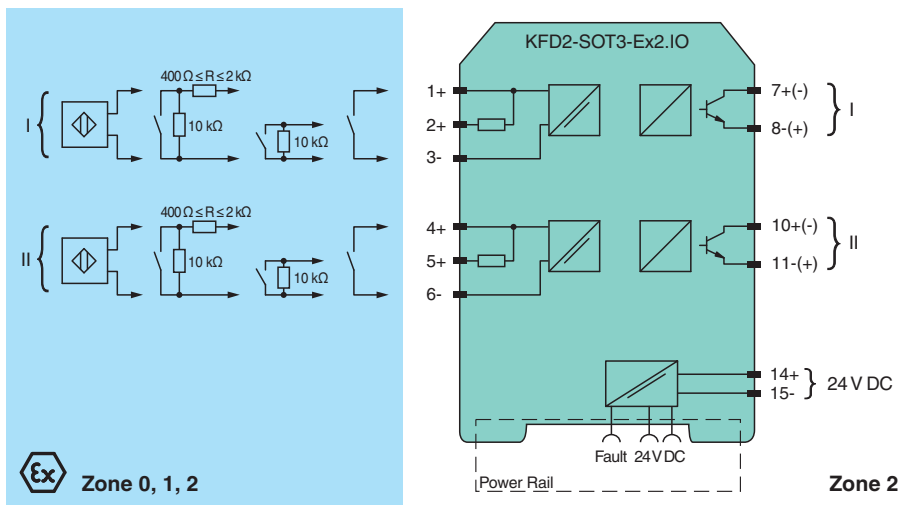 KFD2-SOT3-Ex2.IO
400 Ω ≤ R ≤ 2 kΩ
I
10 kΩ
10 kΩ
1+
2+
3-
7+(-)
8-(+)
I
400 Ω ≤ R ≤ 2 kΩ
II
10 kΩ
10 kΩ
4+
5+
6-
10+(-)
11-(+)
II
14+
15-
24 V DC
Fault 24 V DC
Power Rail
Ex
Zone 0, 1, 2
Zone 2